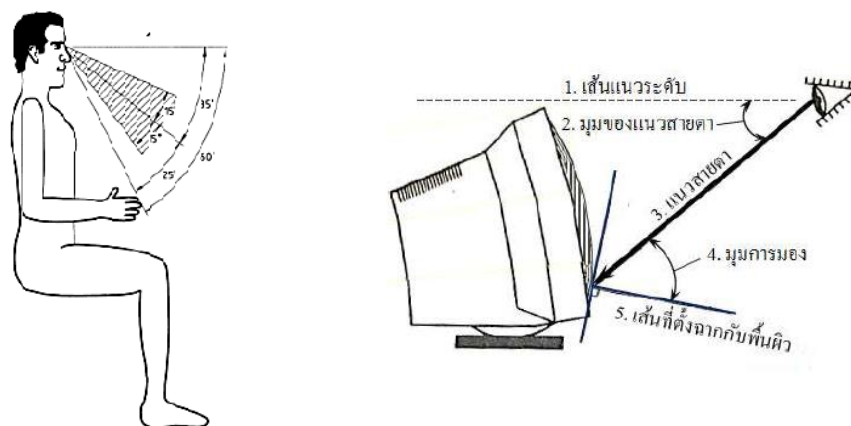 35'
15'
15°
60'
25'
1. เส้นแนวระดับ
2. มุมของแนวสายตา
3. แนวสายตา
4. มุมการมอง
5. เส้นที่ตั้งฉากกับพื้นผิว